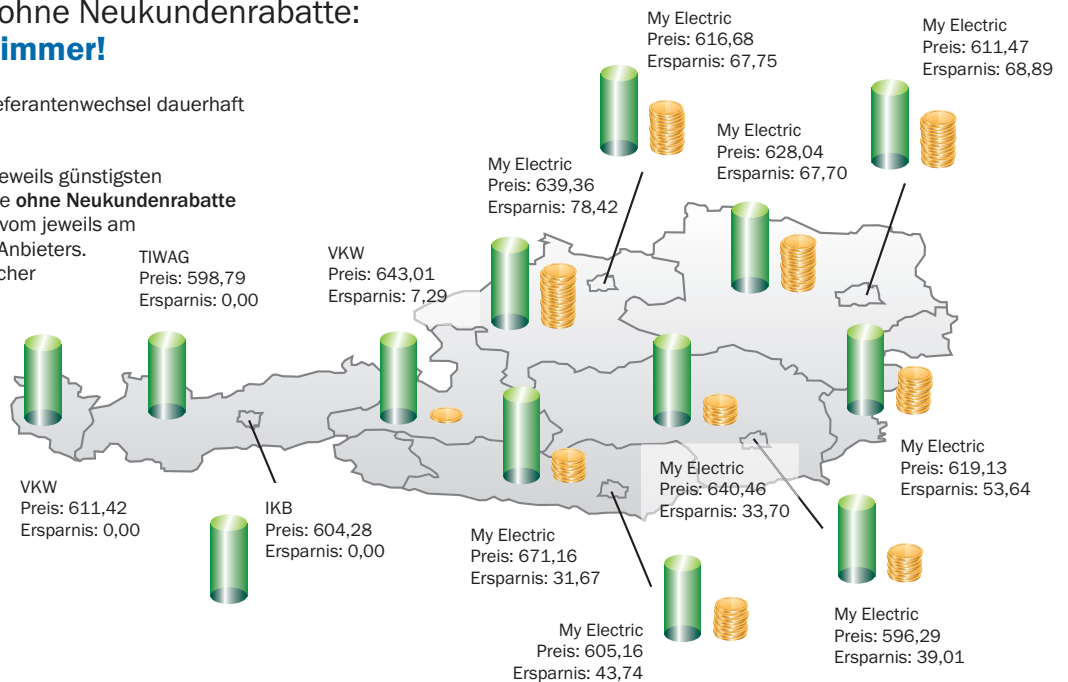 ohne Neukundenrabatte:
immer!
eferantenwechsel dauerhaft
eweils günstigsten
e ohne Neukundenrabatte
vom jeweils am
Anbieters.
cher
My Electric
Preis: 616,68
Ersparnis: 67,75
My Electric
Preis: 611,47
Ersparnis: 68,89
My Electric
Preis: 628,04
Ersparnis: 67,70
My Electric
Preis: 639,36
Ersparnis: 78,42
TIWAG
Preis: 598,79
Ersparnis: 0,00
VKW
Preis: 643,01
Ersparnis: 7,29
VKW
Preis: 611,42
Ersparnis: 0,00
IKB
Preis: 604,28
Ersparnis: 0,00
My Electric
Preis: 671,16
Ersparnis: 31,67
My Electric
Preis: 640,46
Ersparnis: 33,70
My Electric
Preis: 619,13
Ersparnis: 53,64
My Electric
Preis: 605,16
Ersparnis: 43,74
My Electric
Preis: 596,29
Ersparnis: 39,01